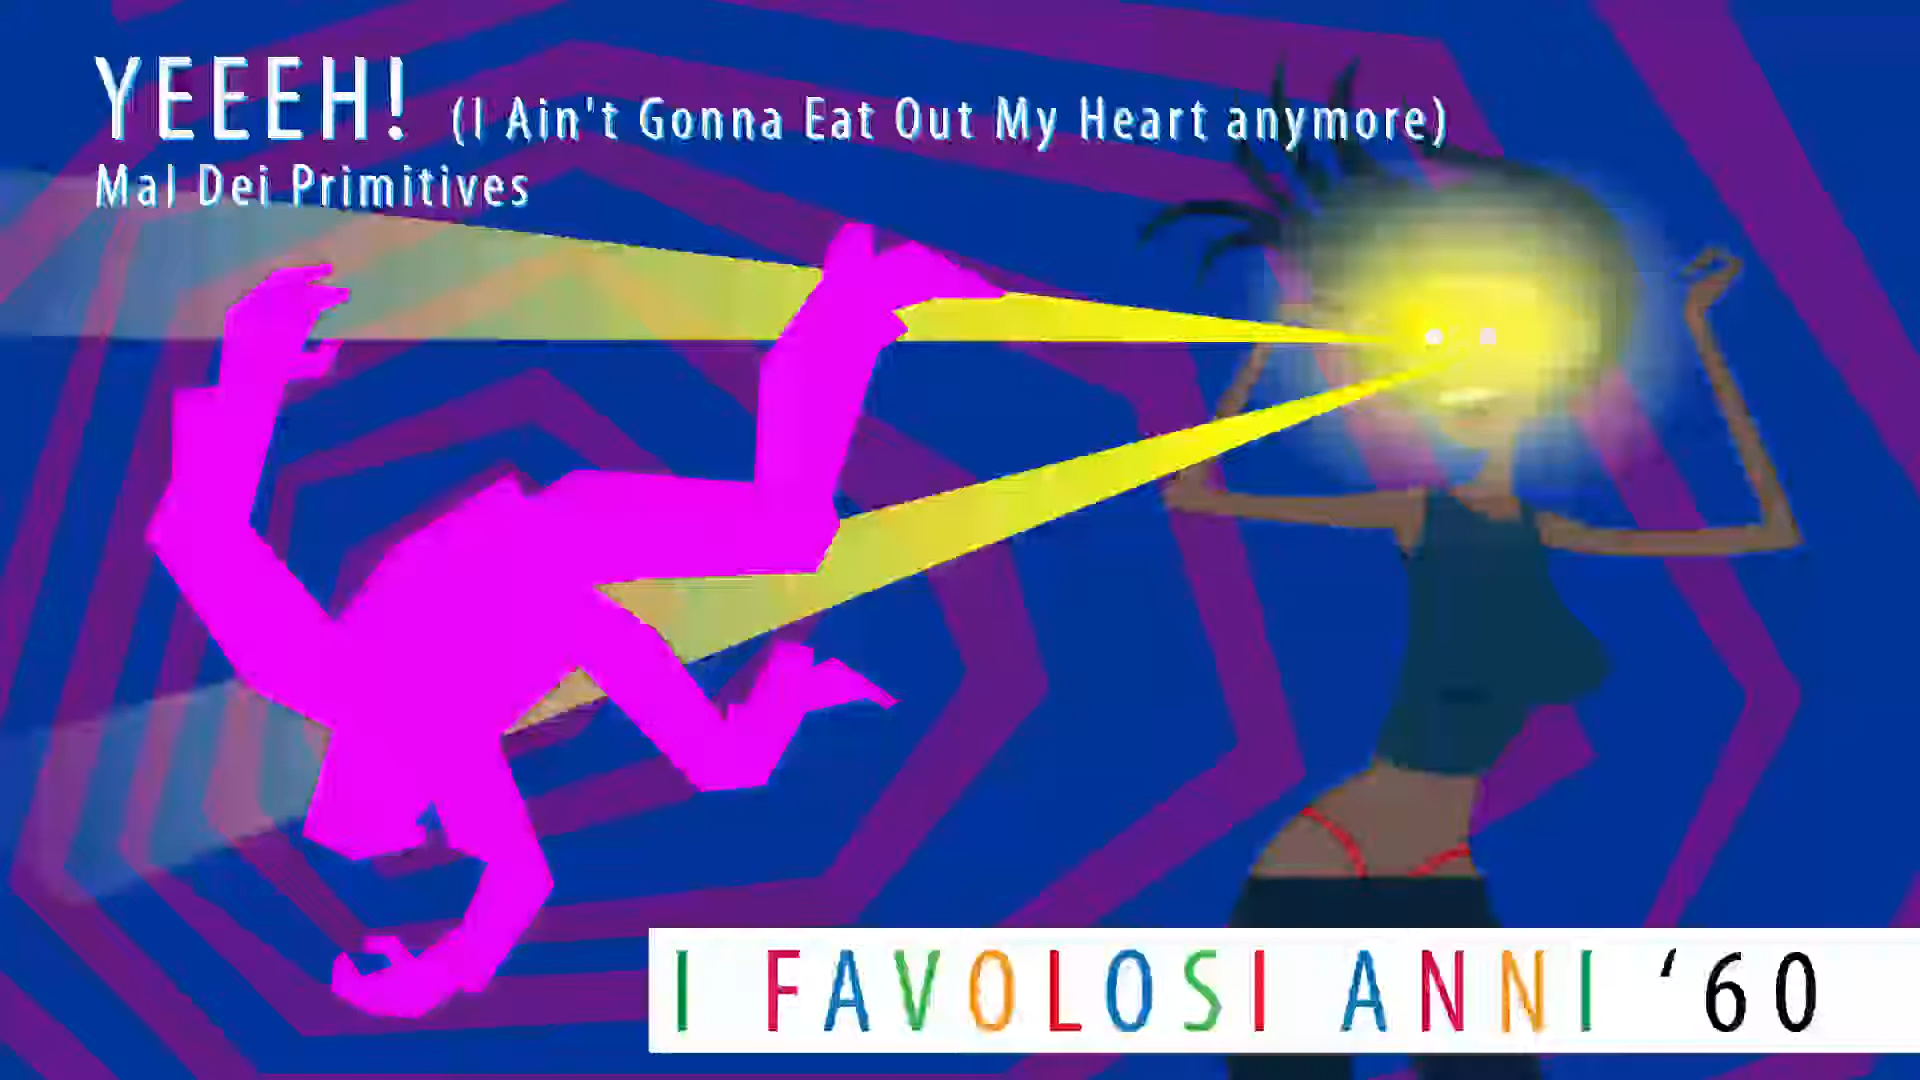 YEEEH! (I Ain't Gonna Eat Out My Heart anymore)
Mal Dei Primitives
I FAVOLOSI ANNI ‘60